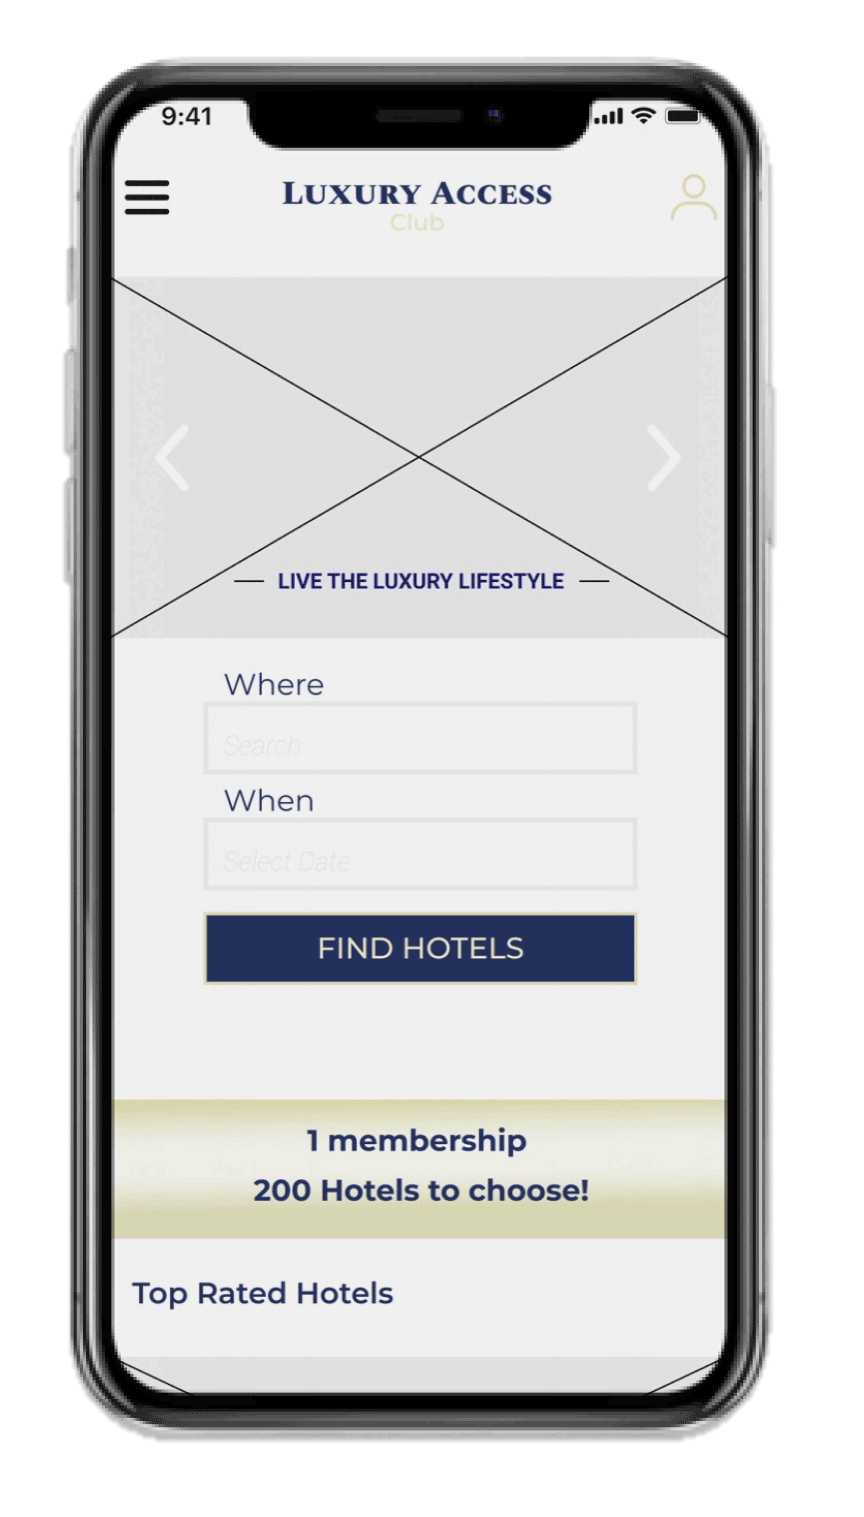 9:41
LUXURY ACCESS
Club
LIVE THE LUXURY LIFESTYLE
Where
Search
When
Select Date
FIND HOTELS
1 membership
200 Hotels to choose!
Top Rated Hotels